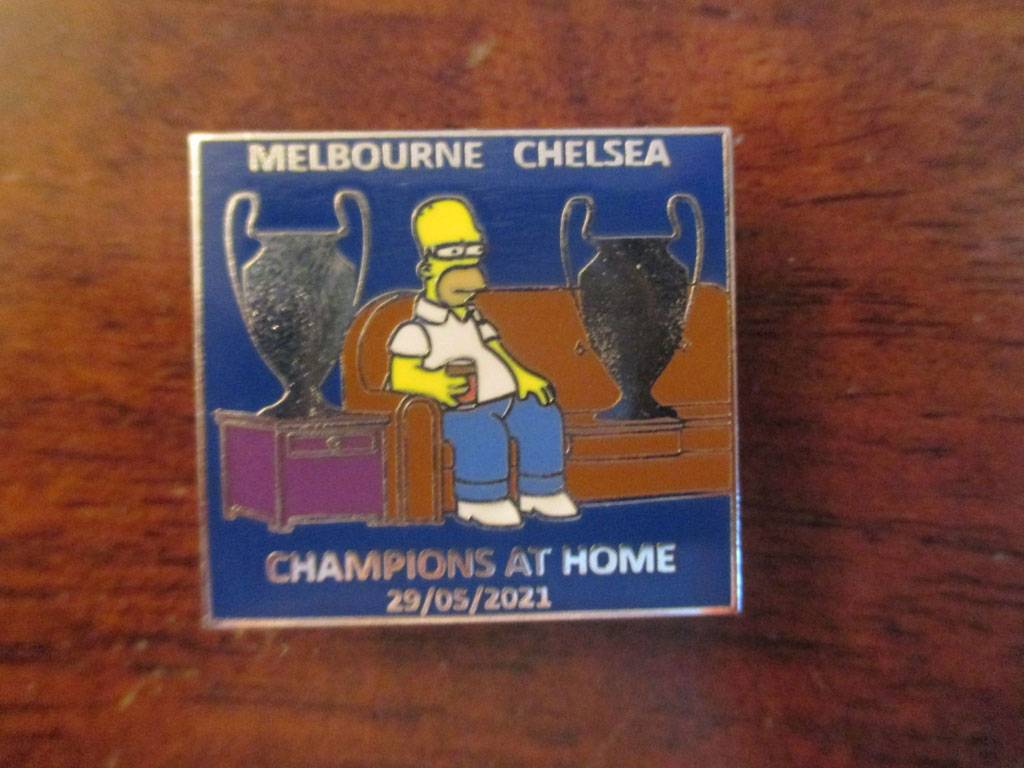 MELBOURNE CHELSEA
CHAMPIONS AT HOME
29/05/2021